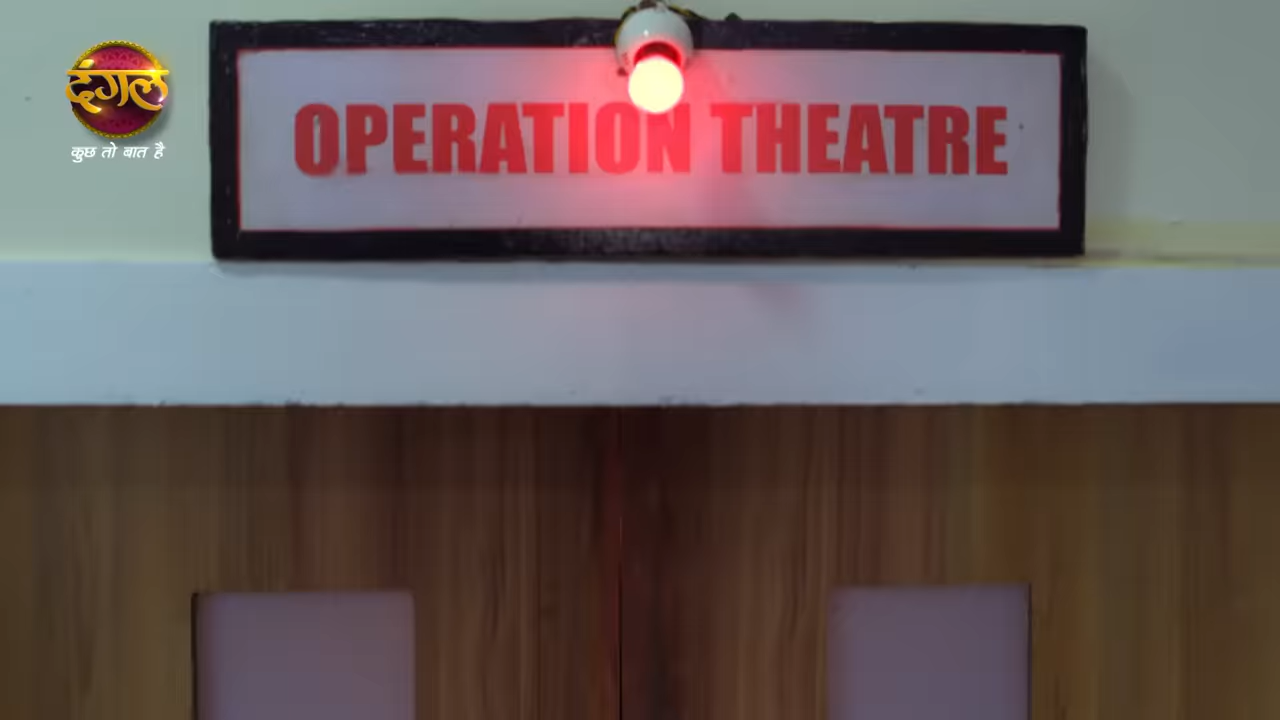 दंगल
कुछ तो बात है
OPERATION THEATRE